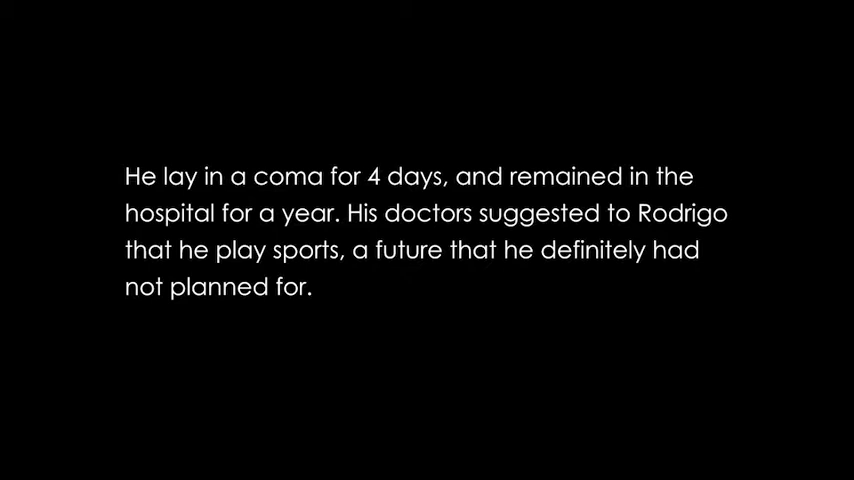 He lay in a coma for 4 days, and remained in the
hospital for a year. His doctors suggested to Rodrigo
that he play sports, a future that he definitely had
not planned for.